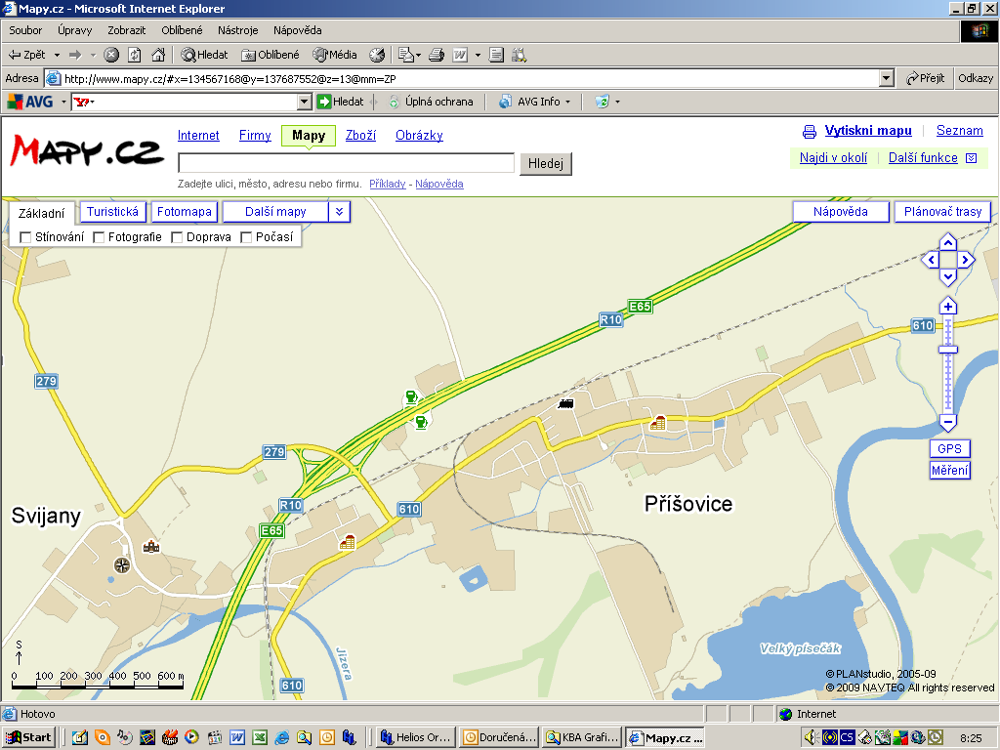 Mapy.cz - Microsoft Internet Explorer
Soubor Úpravy Zobrazit Oblíbené Nástroje Nápověda
Zpět Hledat Oblíbené Média
Adresa http://www.mapy.cz/#x=134567168@y=137687552@z=13@mm=ZP Přejít Odkazy
AVG Y! Hledat Úplná ochrana AVG Info
MAPY.CZ Internet Firmy Mapy Zboží Obrázky Vytiskni mapu Seznam
Hledej Najdi v okolí Další funkce
Zadejte ulici, město, adresu nebo firmu. Příklady - Nápověda
Základní Turistická Fotomapa Další mapy Nápověda Plánovač trasy
Stínování Fotografie Doprava Počasí
E65
R10
610
279
279
GPS
Měření
R10
610
Příšovice
Svijany
E65
Velký písečák
Jizera
S
0 100 200 300 400 500 600 m
610
© PLANstudio, 2005-09
© 2009 NAVTEQ All rights reserved
Hotovo Internet
Start Helios Or... Doručená... KBA Grafi... Mapy.cz ... CS 8:25